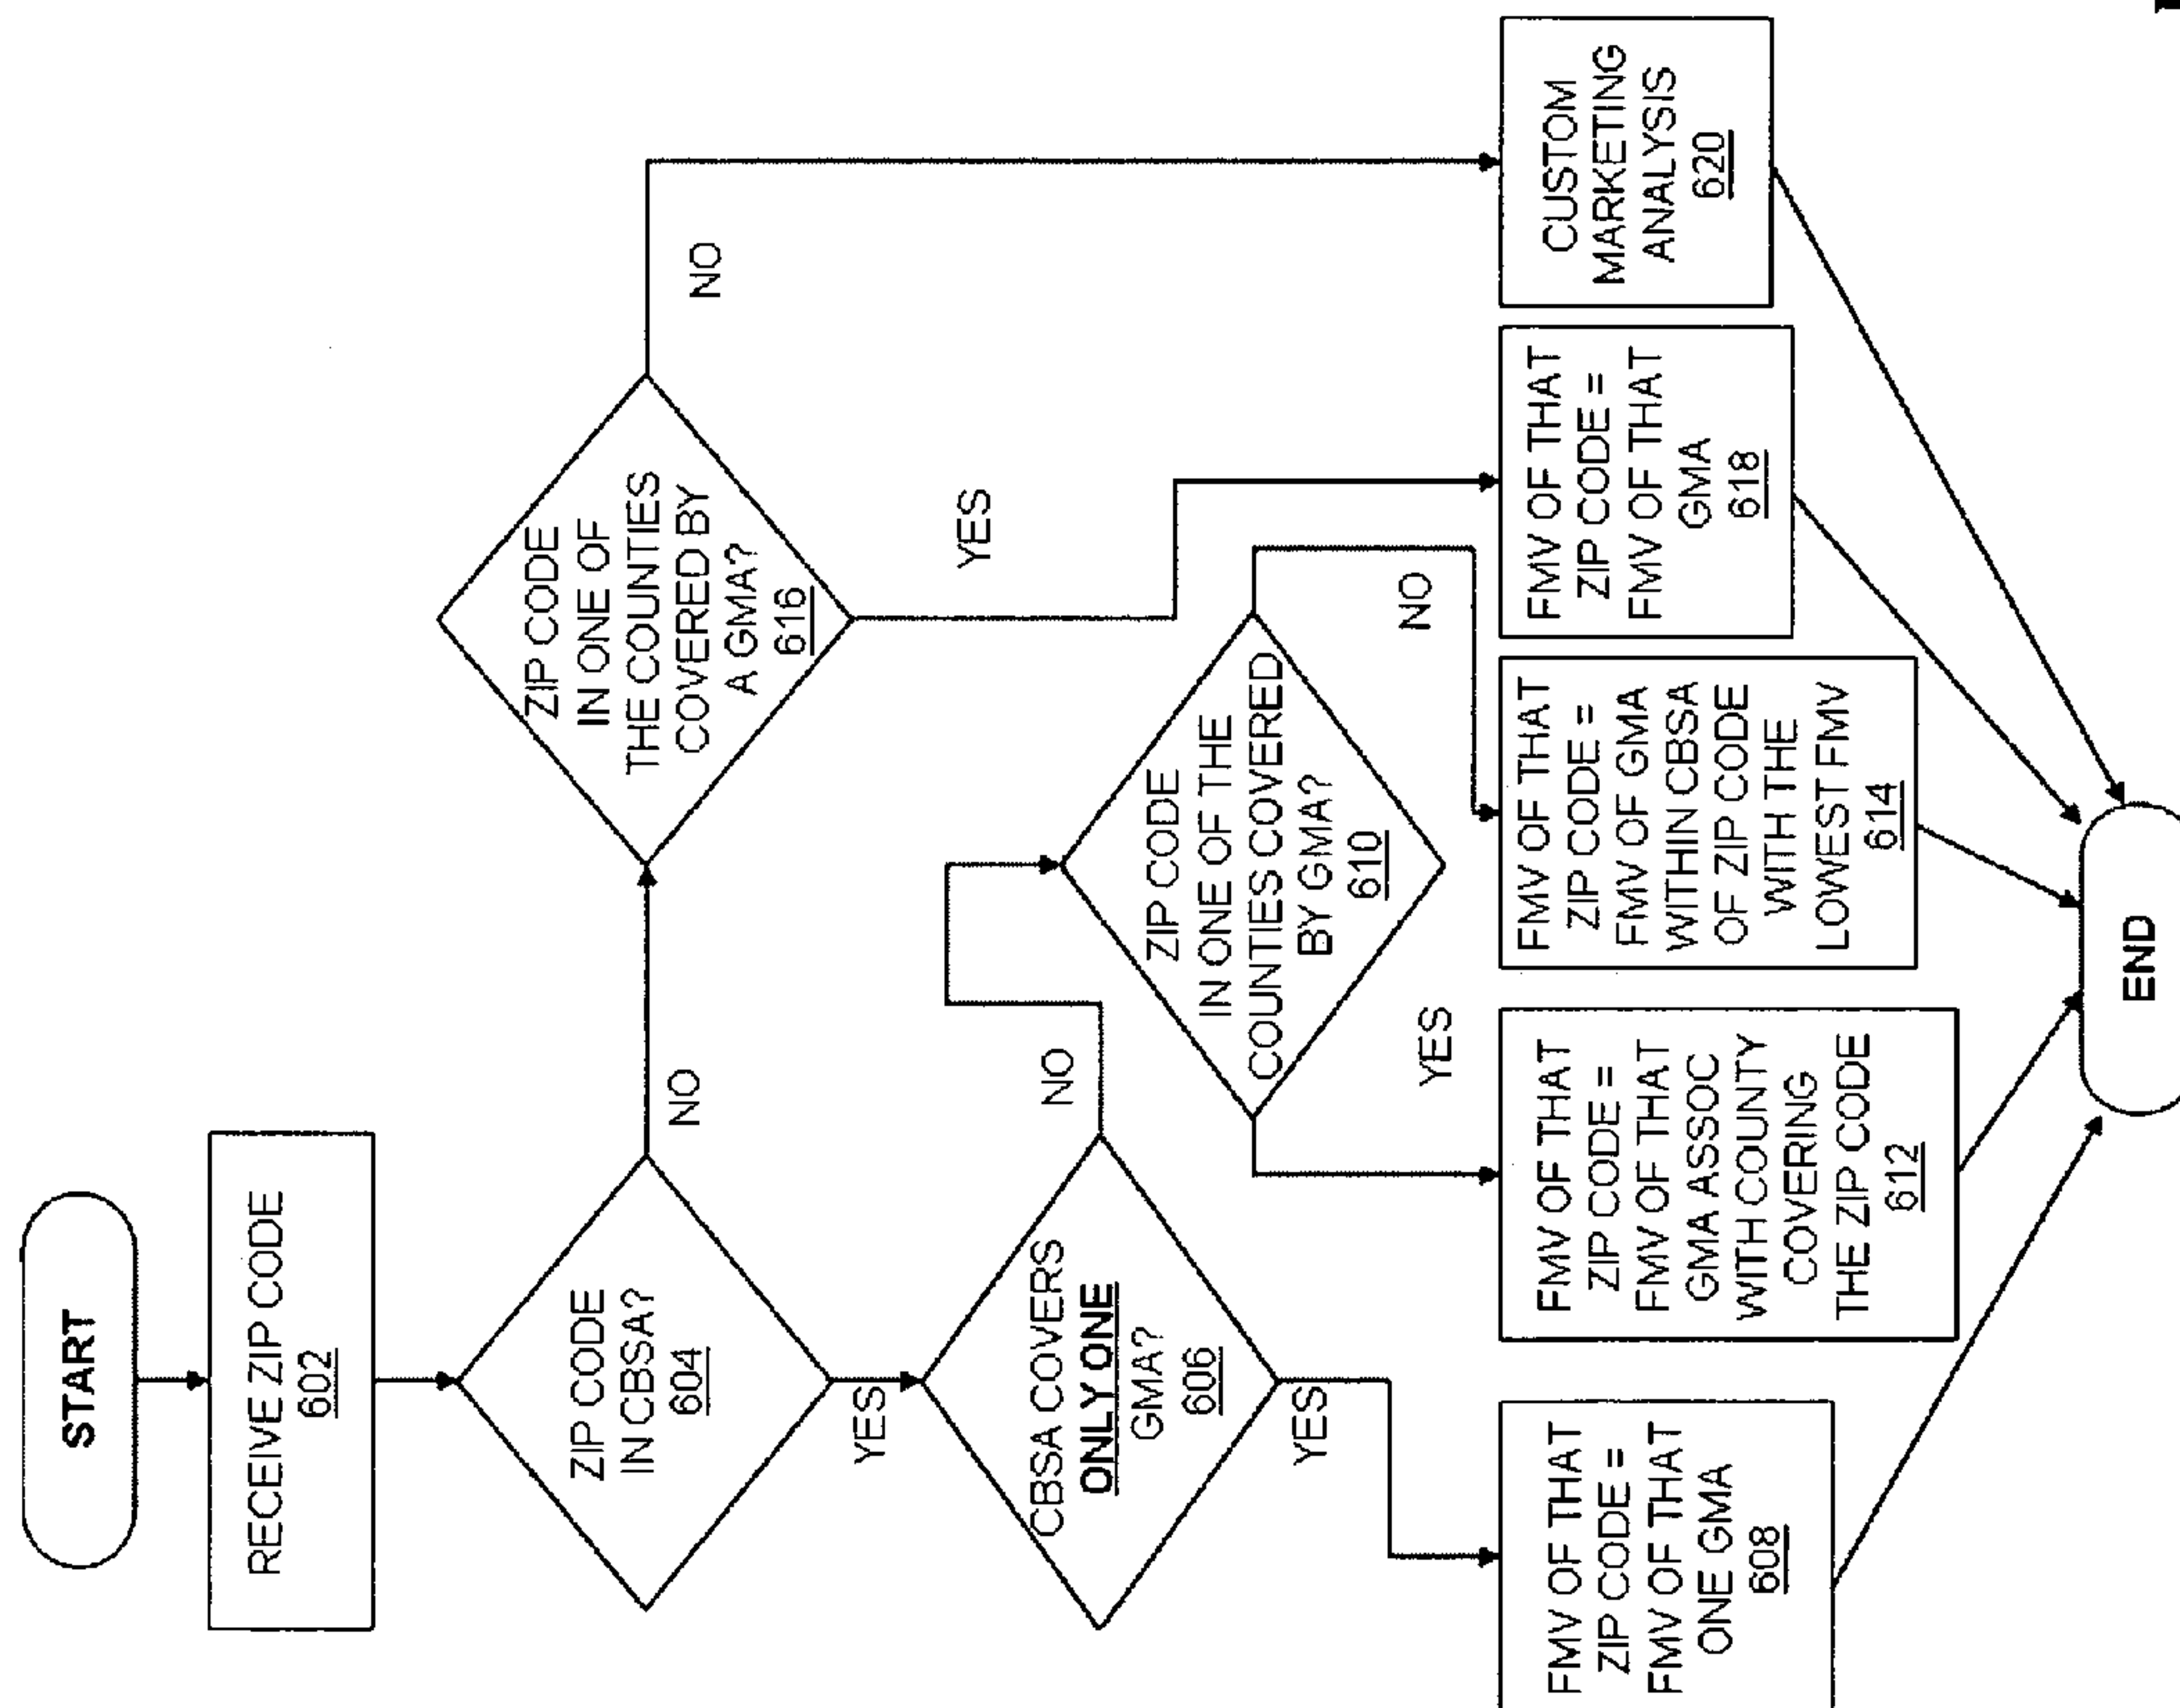 START
RECEIVE ZIP CODE
602
ZIP CODE
IN CBSA?
604
NO
YES
ZIP CODE
IN ONE OF
THE COUNTIES
COVERED BY
A GMA?
616
NO
YES
CBSA COVERS
ONLY ONE
GMA?
606
NO
YES
ZIP CODE
IN ONE OF THE
COUNTIES COVERED
BY GMA?
610
YES
NO
FMV OF THAT
ZIP CODE =
FMV OF THAT
ONE GMA
608
FMV OF THAT
ZIP CODE =
FMV OF THAT
GMA ASSOC
WITH COUNTY
COVERING
THE ZIP CODE
612
FMV OF THAT
ZIP CODE =
FMV OF GMA
WITHIN CBSA
OF ZIP CODE
WITH THE
LOWEST FMV
614
FMV OF THAT
ZIP CODE =
FMV OF THAT
GMA
618
CUSTOM
MARKETING
ANALYSIS
620
END